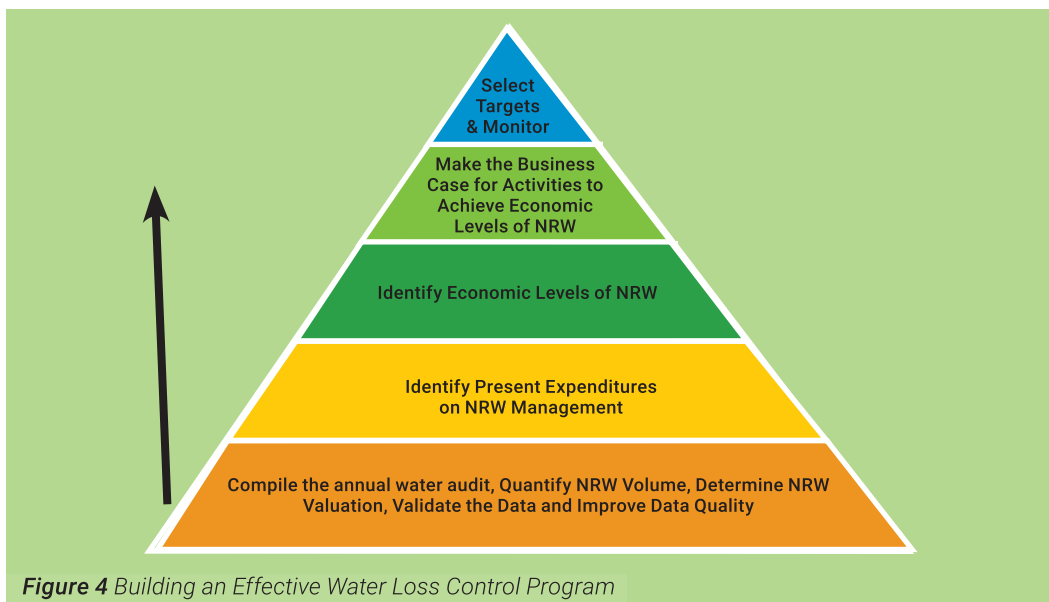 Select
Targets
& Monitor
Make the Business
Case for Activities to
Achieve Economic
Levels of NRW
Identify Economic Levels of NRW
Identify Present Expenditures
on NRW Management
Compile the annual water audit, Quantify NRW Volume, Determine NRW
Valuation, Validate the Data and Improve Data Quality
Figure 4 Building an Effective Water Loss Control Program